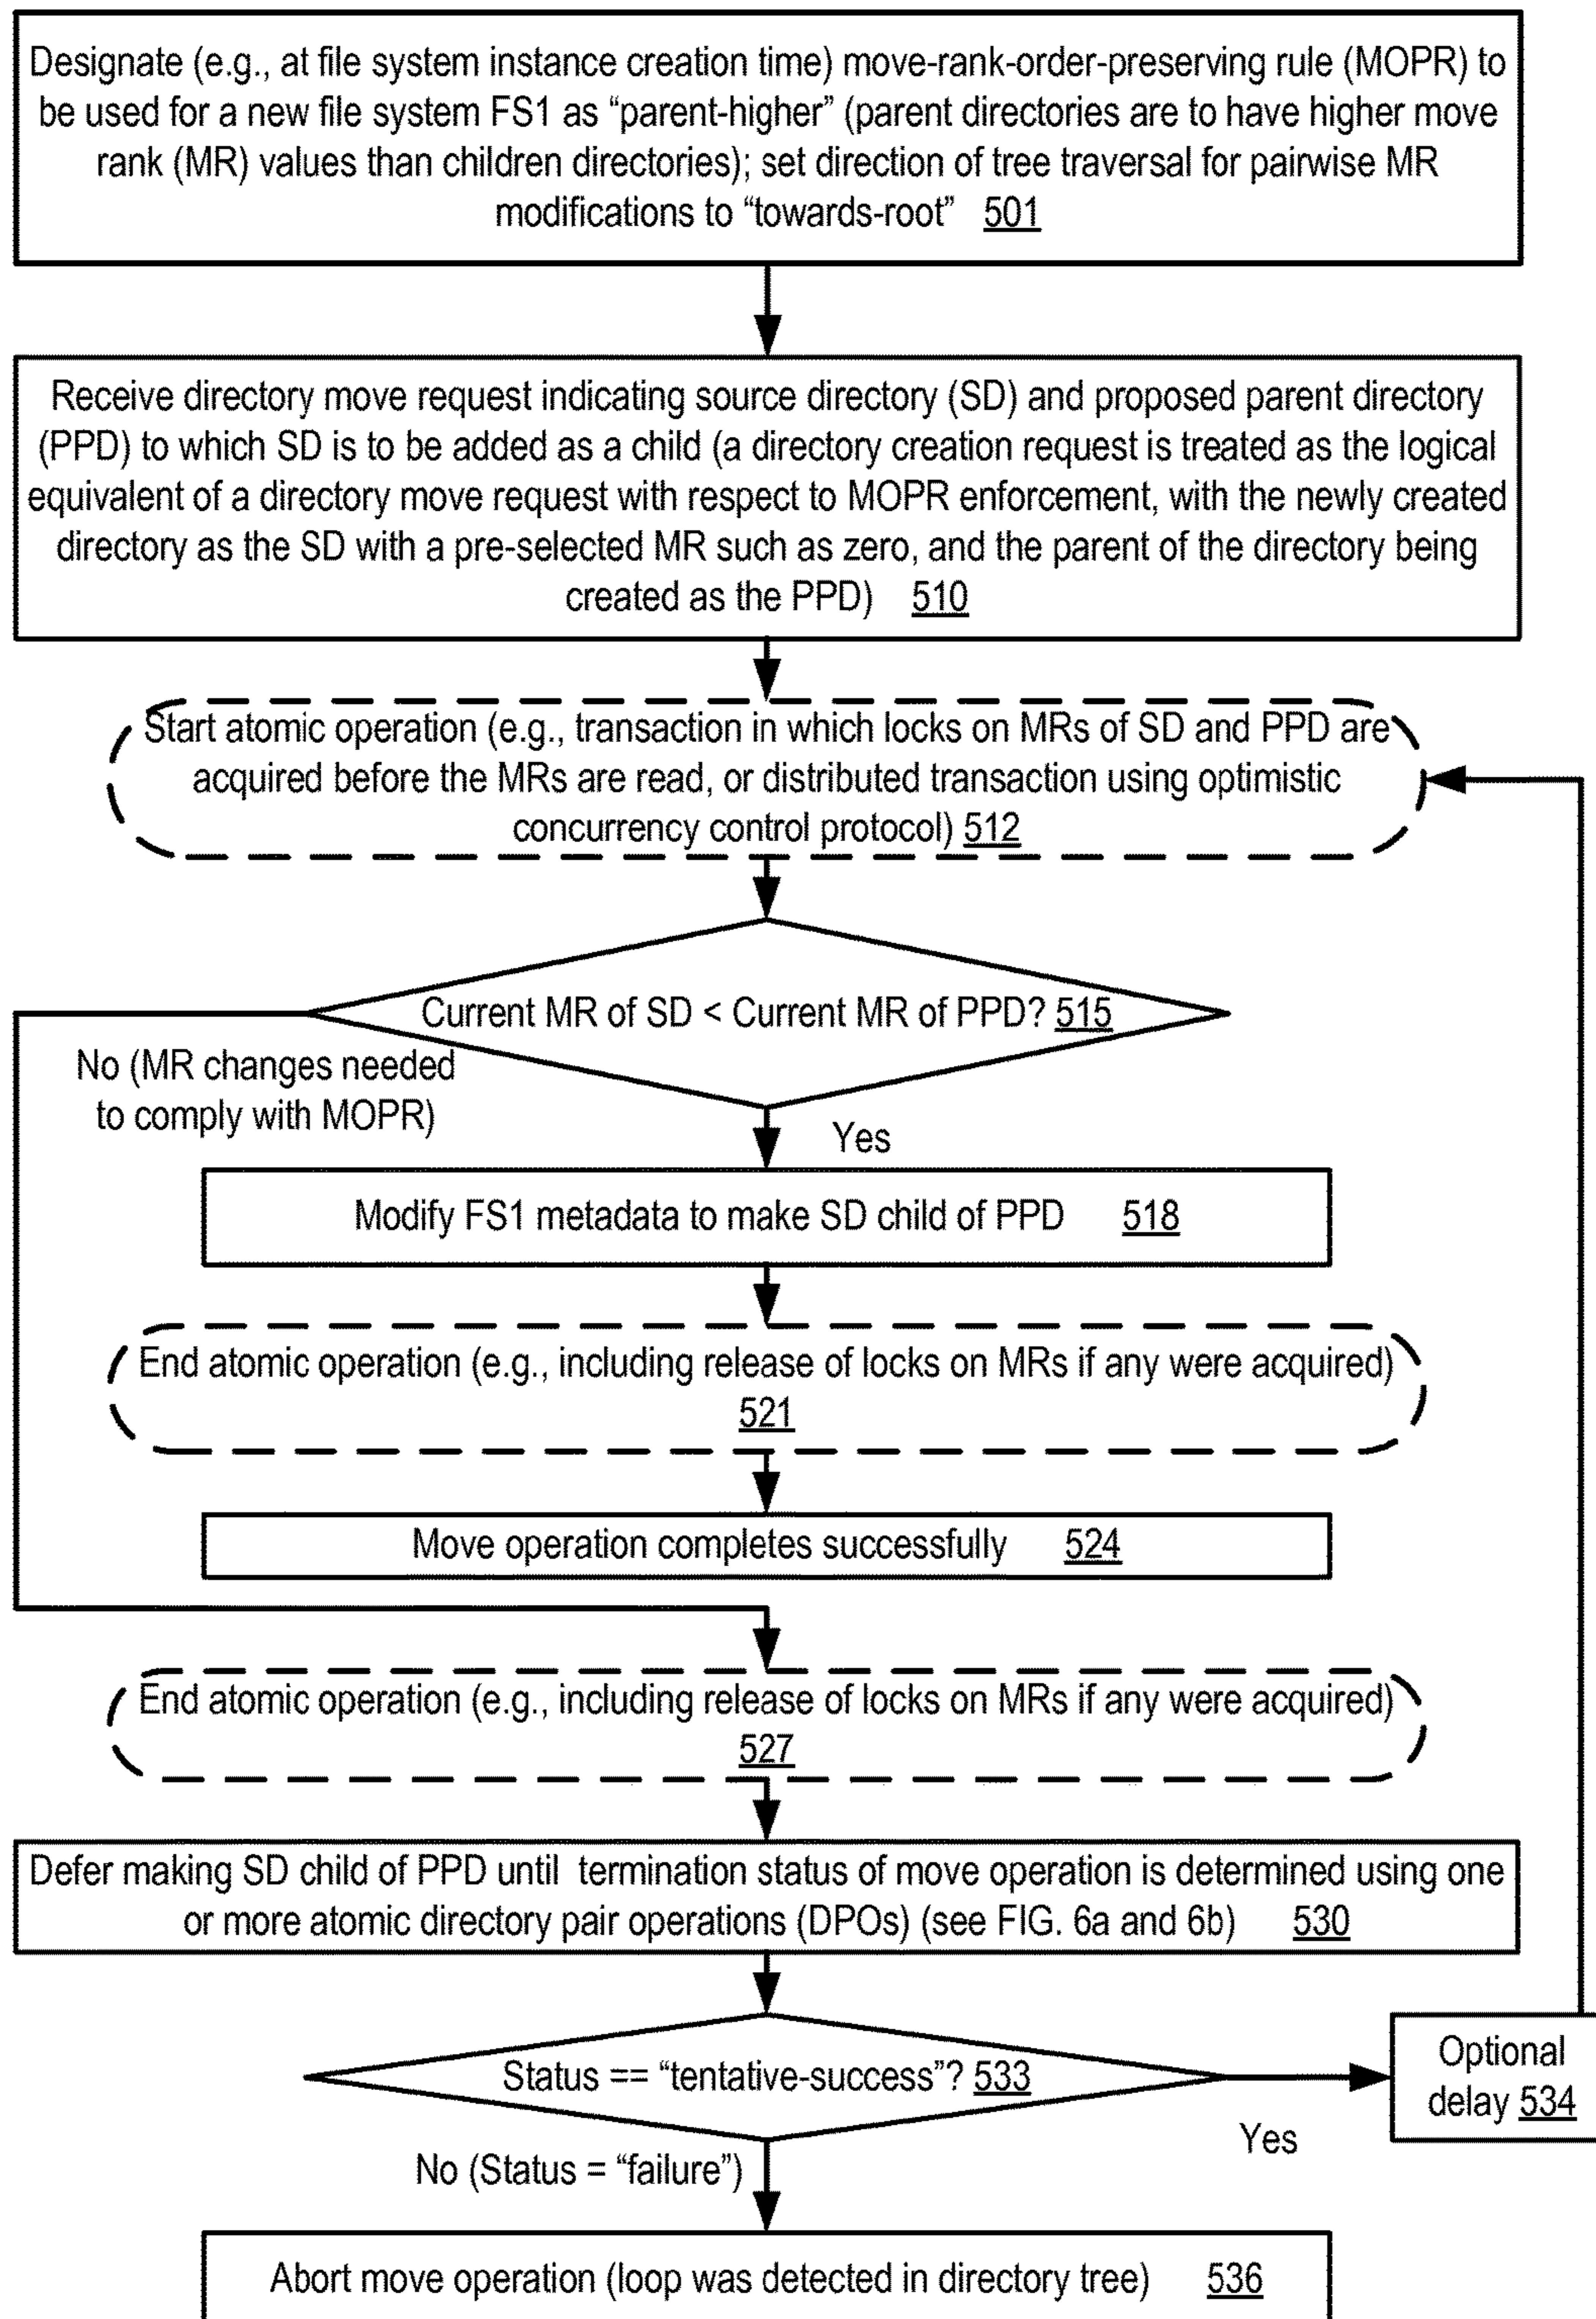 Designate (e.g., at file system instance creation time) move-rank-order-preserving rule (MOPR) to
be used for a new file system FS1 as “parent-higher” (parent directories are to have higher move
rank (MR) values than children directories); set direction of tree traversal for pairwise MR
modifications to “towards-root” 501
Receive directory move request indicating source directory (SD) and proposed parent directory
(PPD) to which SD is to be added as a child (a directory creation request is treated as the logical
equivalent of a directory move request with respect to MOPR enforcement, with the newly created
directory as the SD with a pre-selected MR such as zero, and the parent of the directory being
created as the PPD) 510
Start atomic operation (e.g., transaction in which locks on MRs of SD and PPD are
acquired before the MRs are read, or distributed transaction using optimistic
concurrency control protocol) 512
Current MR of SD < Current MR of PPD? 515
No (MR changes needed
to comply with MOPR)
Yes
Modify FS1 metadata to make SD child of PPD 518
End atomic operation (e.g., including release of locks on MRs if any were acquired)
521
Move operation completes successfully 524
End atomic operation (e.g., including release of locks on MRs if any were acquired)
527
Defer making SD child of PPD until termination status of move operation is determined using one
or more atomic directory pair operations (DPOs) (see FIG. 6a and 6b) 530
Status == “tentative-success”? 533
Optional
delay 534
Yes
No (Status = “failure”)
Abort move operation (loop was detected in directory tree) 536